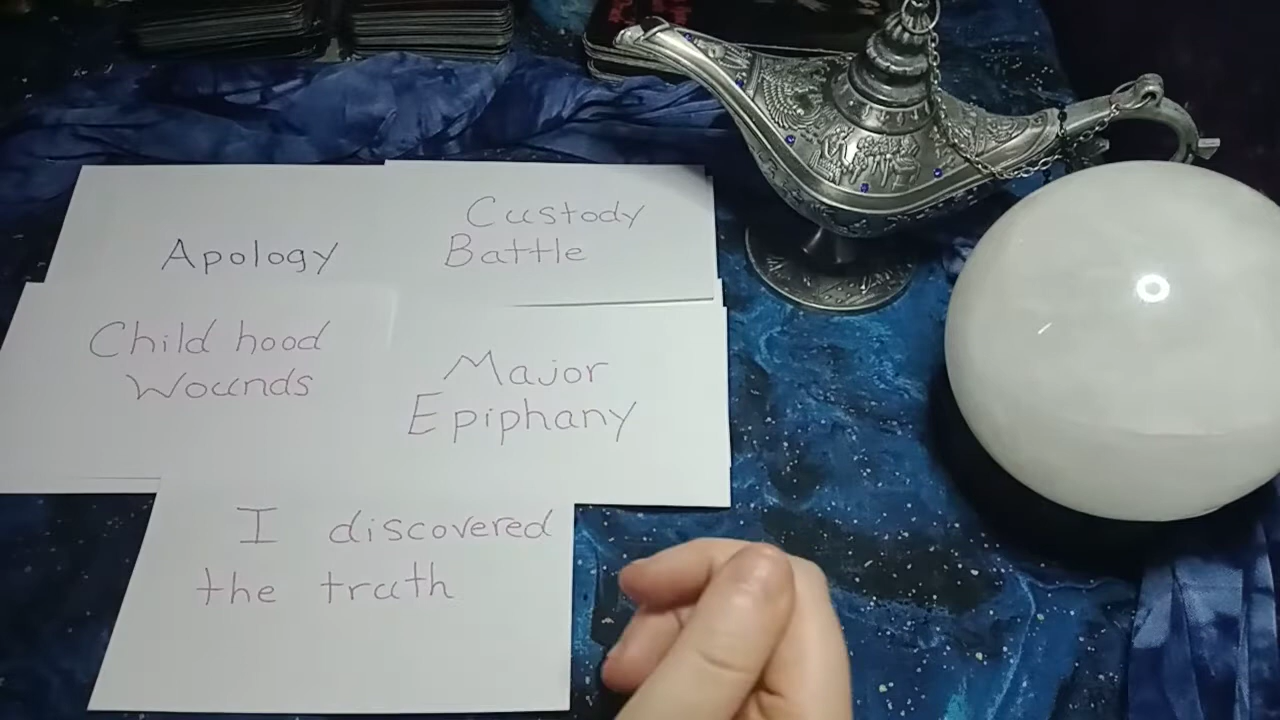 Apology
Custody
Battle
Child hood
Wounds
Major
Epiphany
I discovered
the truth